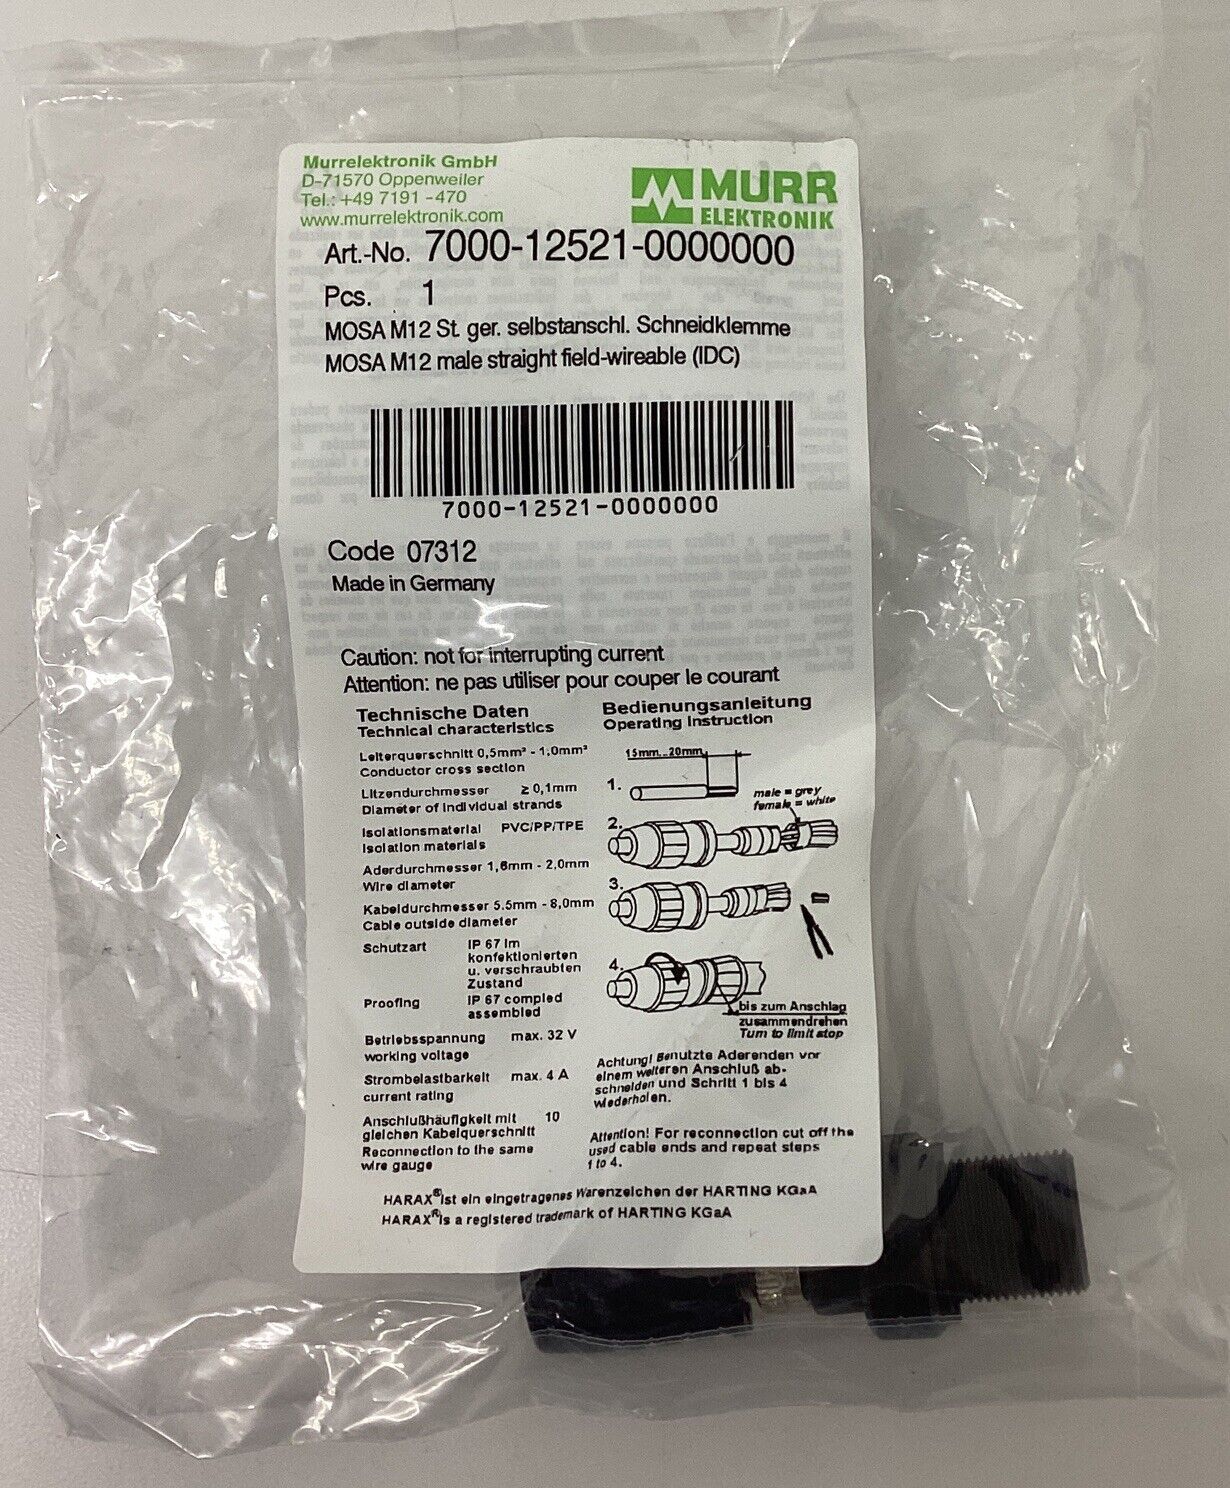 Murrelektronik GmbH
D-71570 Oppenweiler
Tel.: +49 7191 -470
www.murrelektronik.com
MURR
ELEKTRONIK
Art.-No. 7000-12521-0000000
Pcs. 1
MOSA M12 St. ger. selbstanschl. Schneidklemme
MOSA M12 male straight field-wireable (IDC)
7000-12521-0000000
Code 07312
Made in Germany
Caution: not for interrupting current
Attention: ne pas utiliser pour couper le courant
Technische Daten
Technical characteristics
Leiterquerschnitt 0,5mm² - 1,0mm²
Conductor cross section
Litzendurchmesser ≥ 0,1mm
Diameter of individual strands
Isolationsmaterial PVC/PP/TPE
Isolation materials
Aderdurchmesser 1,6mm - 2,0mm
Wire diameter
Kabeldurchmesser 5.5mm - 8,0mm
Cable outside diameter
Schutzart IP 67 im
konfektionierten
u. verschraubten
Zustand
Proofing IP 67 compled
assembled
Betriebsspannung max. 32 V
working voltage
Strombelastbarkeit max. 4 A
current rating
Anschlußhäufigkeit mit 10
gleichen Kabelquerschnitt
Reconnection to the same
wire gauge
Bedienungsanleitung
Operating Instruction
15mm...20mm
1.
male = grey
female = white
2.
3.
4.
bis zum Anschlag
zusammendrehen
Turn to limit stop
Achtung! Benutzte Aderenden vor
einem weiteren Anschluß ab-
schneiden und Schritt 1 bis 4
wiederholen.
Attention! For reconnection cut off the
used cable ends and repeat steps
1 to 4.
HARAX® ist ein eingetragenes Warenzeichen der HARTING KGaA
HARAX® is a registered trademark of HARTING KGaA